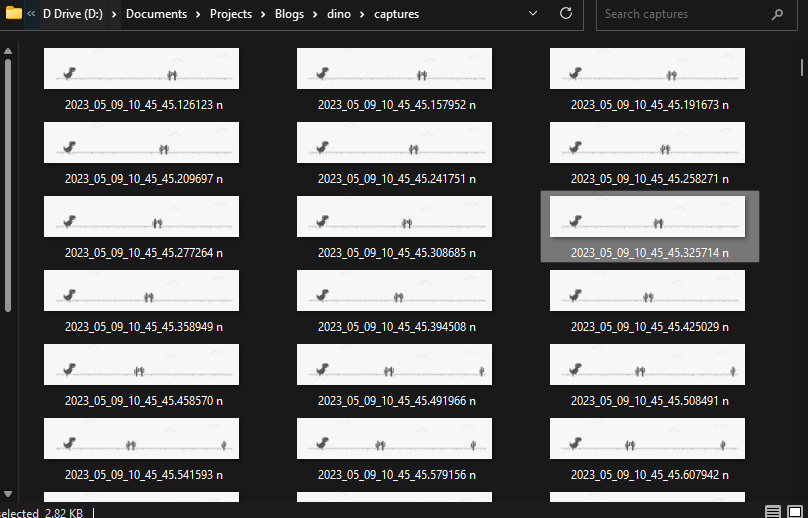 « D Drive (D:) › Documents › Projects › Blogs › dino › captures
Search captures
2023_05_09_10_45_45.126123 n
2023_05_09_10_45_45.157952 n
2023_05_09_10_45_45.191673 n
2023_05_09_10_45_45.209697 n
2023_05_09_10_45_45.241751 n
2023_05_09_10_45_45.258271 n
2023_05_09_10_45_45.277264 n
2023_05_09_10_45_45.308685 n
2023_05_09_10_45_45.325714 n
2023_05_09_10_45_45.358949 n
2023_05_09_10_45_45.394508 n
2023_05_09_10_45_45.425029 n
2023_05_09_10_45_45.458570 n
2023_05_09_10_45_45.491966 n
2023_05_09_10_45_45.508491 n
2023_05_09_10_45_45.541593 n
2023_05_09_10_45_45.579156 n
2023_05_09_10_45_45.607942 n
selected 2.82 KB